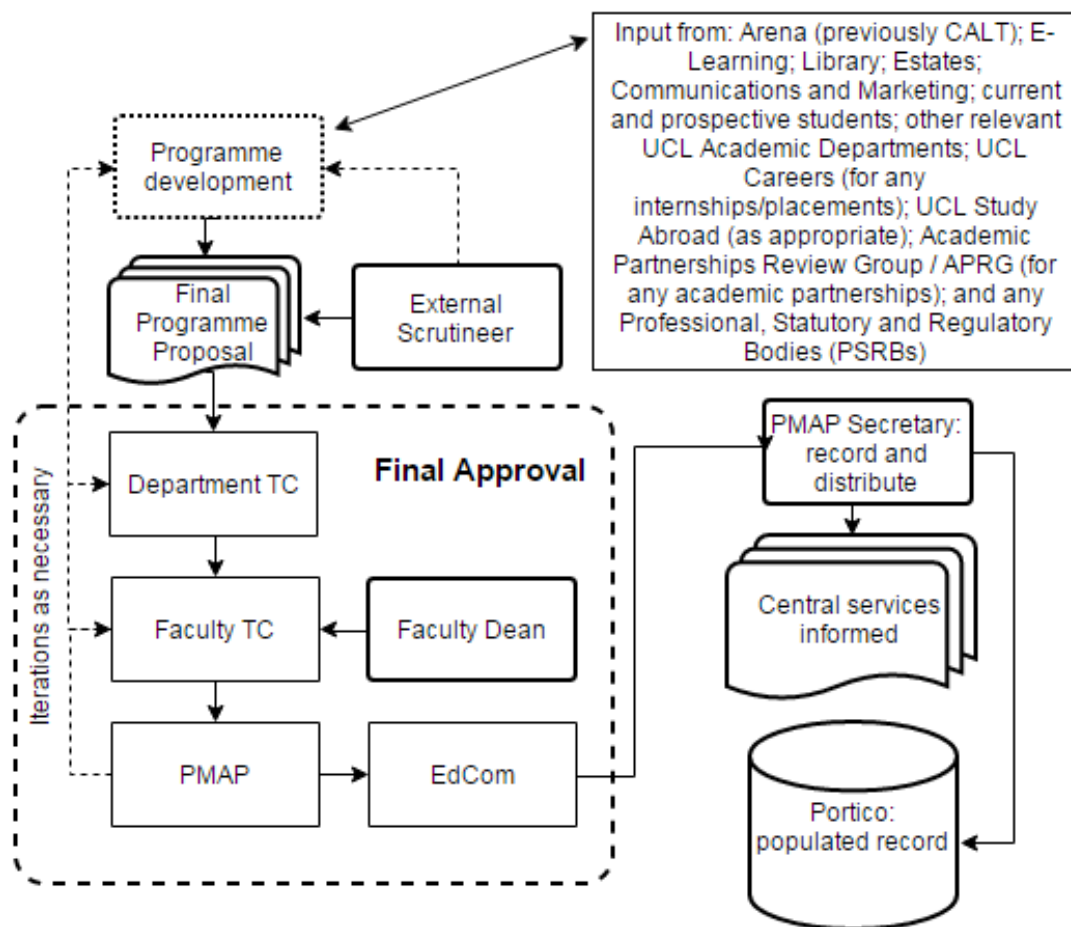 Input from: Arena (previously CALT); E-
Learning; Library; Estates;
Communications and Marketing; current
and prospective students; other relevant
UCL Academic Departments; UCL
Careers (for any
internships/placements); UCL Study
Abroad (as appropriate); Academic
Partnerships Review Group / APRG (for
any academic partnerships); and any
Professional, Statutory and Regulatory
Bodies (PSRBs)
Programme
development
Final
Programme
Proposal
External
Scrutineer
Iterations as necessary
Final Approval
Department TC
Faculty TC
Faculty Dean
PMAP
EdCom
PMAP Secretary:
record and
distribute
Central services
informed
Portico:
populated record